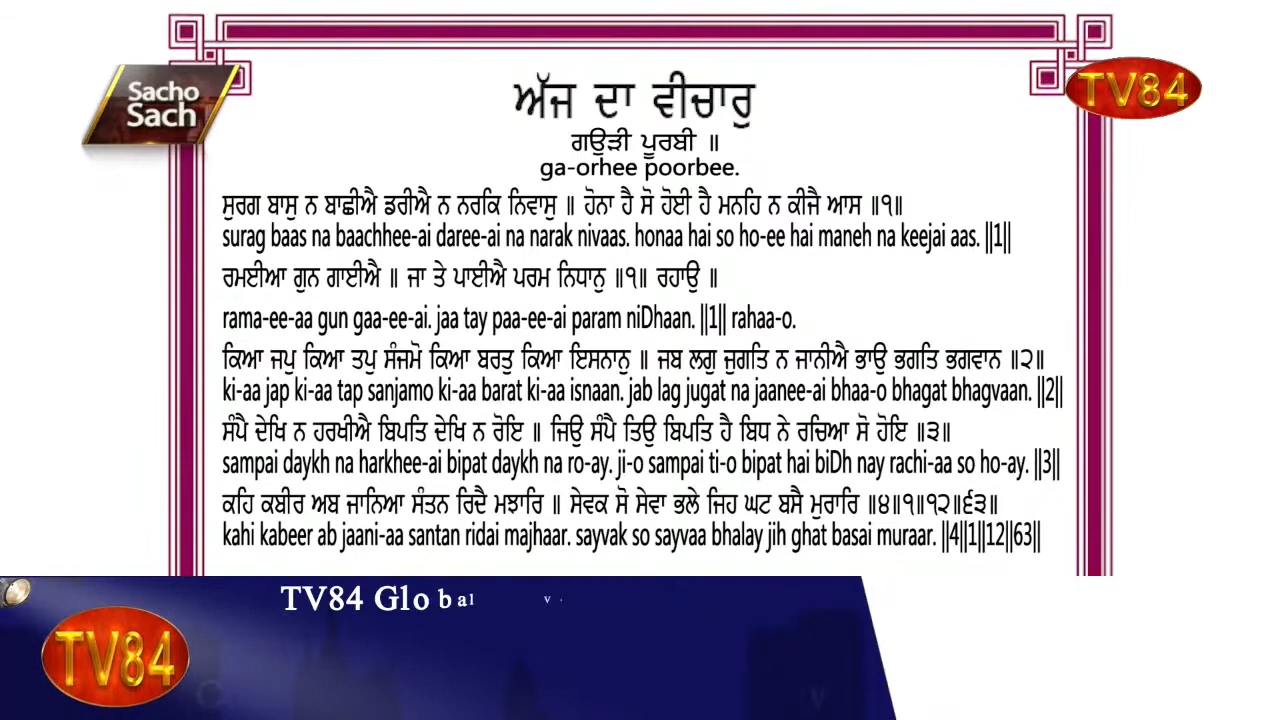 Sacho
Sach
TV84
ਅੱਜ ਦਾ ਵੀਚਾਰੁ
ਗਉੜੀ ਪੂਰਬੀ ॥
ga-orhee poorbee.
ਸੁਰਗ ਬਾਸੁ ਨ ਬਾਛੀਐ ਡਰੀਐ ਨ ਨਰਕਿ ਨਿਵਾਸੁ ॥ ਹੋਨਾ ਹੈ ਸੋ ਹੋਈ ਹੈ ਮਨਹਿ ਨ ਕੀਜੈ ਆਸ ॥੧॥
surag baas na baachhee-ai daree-ai na narak nivaas. honaa hai so ho-ee hai maneh na keejai aas. ||1||
ਰਮਈਆ ਗੁਨ ਗਾਈਐ ॥ ਜਾ ਤੇ ਪਾਈਐ ਪਰਮ ਨਿਧਾਨੁ ॥੧॥ ਰਹਾਉ ॥
rama-ee-aa gun gaa-ee-ai. jaa tay paa-ee-ai param niDhaan. ||1|| rahaa-o.
ਕਿਆ ਜਪੁ ਕਿਆ ਤਪੁ ਸੰਜਮੋ ਕਿਆ ਬਰਤੁ ਕਿਆ ਇਸਨਾਨੁ ॥ ਜਬ ਲਗੁ ਜੁਗਤਿ ਨ ਜਾਨੀਐ ਭਾਉ ਭਗਤਿ ਭਗਵਾਨ ॥੨॥
ki-aa jap ki-aa tap sanjamo ki-aa barat ki-aa isnaan. jab lag jugat na jaanee-ai bhaa-o bhagat bhagvaan. ||2||
ਸੰਪੈ ਦੇਖਿ ਨ ਹਰਖੀਐ ਬਿਪਤਿ ਦੇਖਿ ਨ ਰੋਇ ॥ ਜਿਉ ਸੰਪੈ ਤਿਉ ਬਿਪਤਿ ਹੈ ਬਿਧ ਨੇ ਰਚਿਆ ਸੋ ਹੋਇ ॥੩॥
sampai daykh na harkhee-ai bipat daykh na ro-ay. ji-o sampai ti-o bipat hai biDh nay rachi-aa so ho-ay. ||3||
ਕਹਿ ਕਬੀਰ ਅਬ ਜਾਨਿਆ ਸੰਤਨ ਰਿਦੈ ਮਝਾਰਿ ॥ ਸੇਵਕ ਸੋ ਸੇਵਾ ਭਲੇ ਜਿਹ ਘਟ ਬਸੈ ਮੁਰਾਰਿ ॥੪॥੧॥੧੨॥੬੩॥
kahi kabeer ab jaani-aa santan ridai majhaar. sayvak so sayvaa bhalay jih ghat basai muraar. ||4||1||12||63||
TV84 Global
TV84